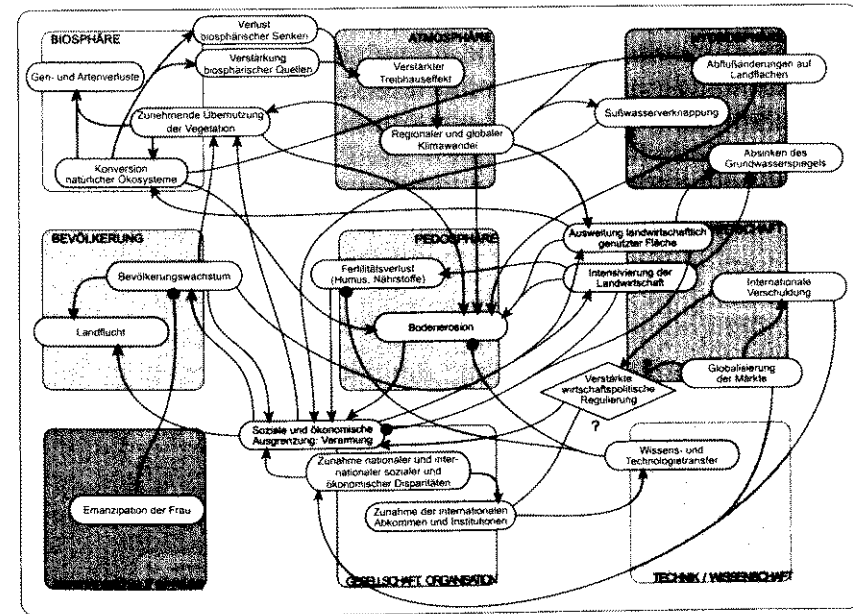 BIOSPHÄRE
Verlust
biosphärischer Senken
Verstärkung
biosphärischer Quellen
Gen- und Artenverluste
Zunehmende Übernutzung
der Vegetation
Konversion
natürlicher Ökosysteme
ATMOSPHÄRE
Verstärkter
Treibhauseffekt
Regionaler und globaler
Klimawandel
Abflußänderungen auf
Landflächen
Süßwasserverknappung
Absinken des
Grundwasserspiegels
BEVÖLKERUNG
Bevölkerungswachstum
Landflucht
PEDOSPHÄRE
Fertilitätsverlust
(Humus, Nährstoffe)
Bodenerosion
Ausweitung landwirtschaftlich
genutzter Fläche
Intensivierung der
Landwirtschaft
Internationale
Verschuldung
Globalisierung
der Märkte
Verstärkte
wirtschaftspolitische
Regulierung
?
Soziale und ökonomische
Ausgrenzung: Verarmung
Zunahme nationaler und inter-
nationaler sozialer und
ökonomischer Disparitäten
Zunahme der internationalen
Abkommen und Institutionen
Wissens- und
Technologietransfer
Emanzipation der Frau
GESELLSCHAFT, ORGANISATION
TECHNIK / WISSENSCHAFT